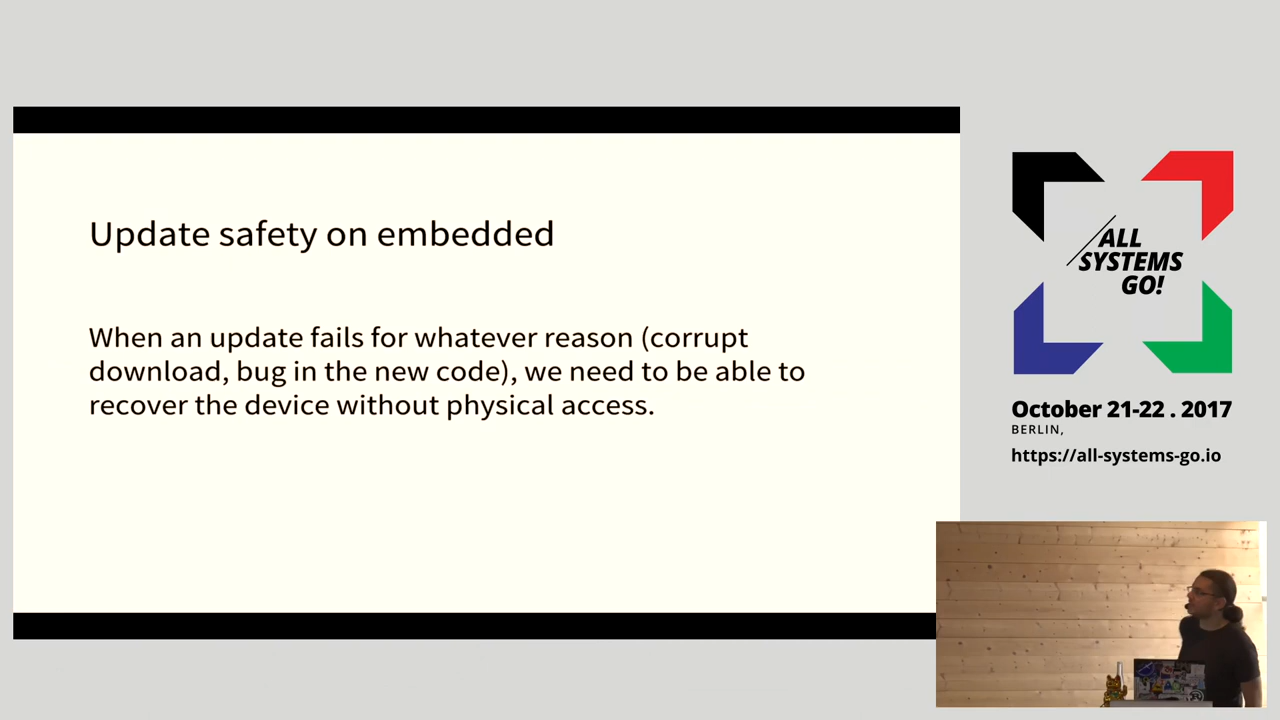 Update safety on embedded
When an update fails for whatever reason (corrupt
download, bug in the new code), we need to be able to
recover the device without physical access.
ALL
SYSTEMS
GO!
October 21-22 . 2017
BERLIN,
https://all-systems-go.io